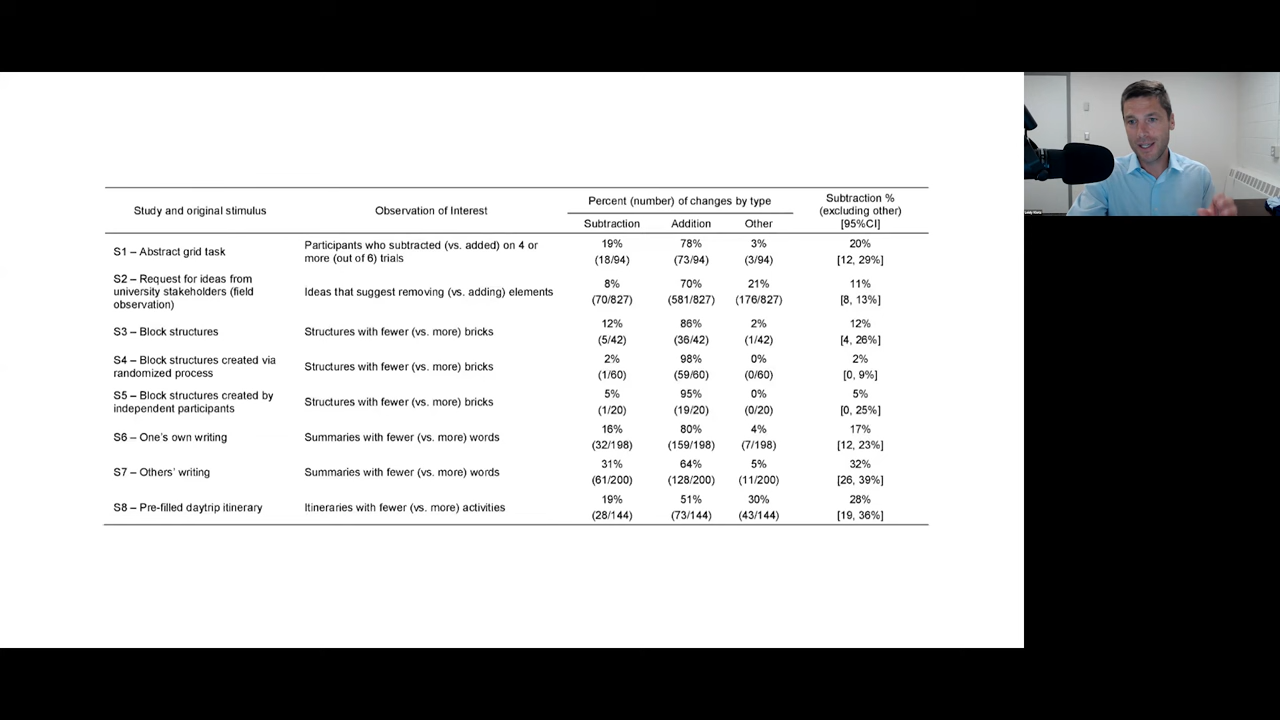 Study and original stimulus
Observation of Interest
Percent (number) of changes by type
Subtraction %
(excluding other)
[95%CI]
Subtraction
Addition
Other
S1 – Abstract grid task
Participants who subtracted (vs. added) on 4 or
more (out of 6) trials
19%
(18/94)
78%
(73/94)
3%
(3/94)
20%
[12, 29%]
S2 – Request for ideas from
university stakeholders (field
observation)
Ideas that suggest removing (vs. adding) elements
8%
(70/827)
70%
(581/827)
21%
(176/827)
11%
[8, 13%]
S3 – Block structures
Structures with fewer (vs. more) bricks
12%
(5/42)
86%
(36/42)
2%
(1/42)
12%
[4, 26%]
S4 – Block structures created via
randomized process
Structures with fewer (vs. more) bricks
2%
(1/60)
98%
(59/60)
0%
(0/60)
2%
[0, 9%]
S5 – Block structures created by
independent participants
Structures with fewer (vs. more) bricks
5%
(1/20)
95%
(19/20)
0%
(0/20)
5%
[0, 25%]
S6 – One's own writing
Summaries with fewer (vs. more) words
16%
(32/198)
80%
(159/198)
4%
(7/198)
17%
[12, 23%]
S7 – Others' writing
Summaries with fewer (vs. more) words
31%
(61/200)
64%
(128/200)
5%
(11/200)
32%
[26, 39%]
S8 – Pre-filled daytrip itinerary
Itineraries with fewer (vs. more) activities
19%
(28/144)
51%
(73/144)
30%
(43/144)
28%
[19, 36%]